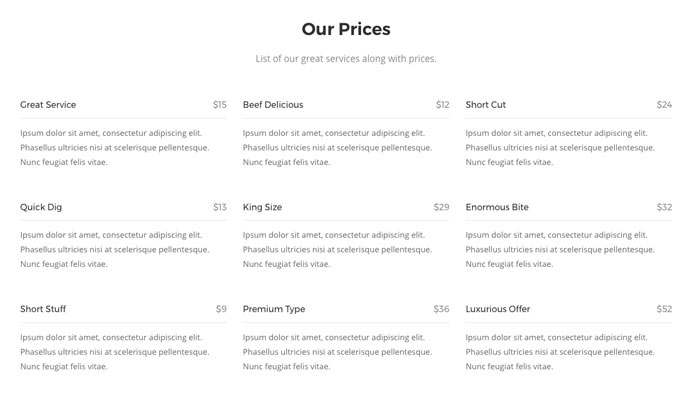 Our Prices
List of our great services along with prices.
Great Service $15
Ipsum dolor sit amet, consectetur adipiscing elit.
Phasellus ultricies nisi at scelerisque pellentesque.
Nunc feugiat felis vitae.
Beef Delicious $12
Ipsum dolor sit amet, consectetur adipiscing elit.
Phasellus ultricies nisi at scelerisque pellentesque.
Nunc feugiat felis vitae.
Short Cut $24
Ipsum dolor sit amet, consectetur adipiscing elit.
Phasellus ultricies nisi at scelerisque pellentesque.
Nunc feugiat felis vitae.
Quick Dig $13
Ipsum dolor sit amet, consectetur adipiscing elit.
Phasellus ultricies nisi at scelerisque pellentesque.
Nunc feugiat felis vitae.
King Size $29
Ipsum dolor sit amet, consectetur adipiscing elit.
Phasellus ultricies nisi at scelerisque pellentesque.
Nunc feugiat felis vitae.
Enormous Bite $32
Ipsum dolor sit amet, consectetur adipiscing elit.
Phasellus ultricies nisi at scelerisque pellentesque.
Nunc feugiat felis vitae.
Short Stuff $9
Ipsum dolor sit amet, consectetur adipiscing elit.
Phasellus ultricies nisi at scelerisque pellentesque.
Nunc feugiat felis vitae.
Premium Type $36
Ipsum dolor sit amet, consectetur adipiscing elit.
Phasellus ultricies nisi at scelerisque pellentesque.
Nunc feugiat felis vitae.
Luxurious Offer $52
Ipsum dolor sit amet, consectetur adipiscing elit.
Phasellus ultricies nisi at scelerisque pellentesque.
Nunc feugiat felis vitae.